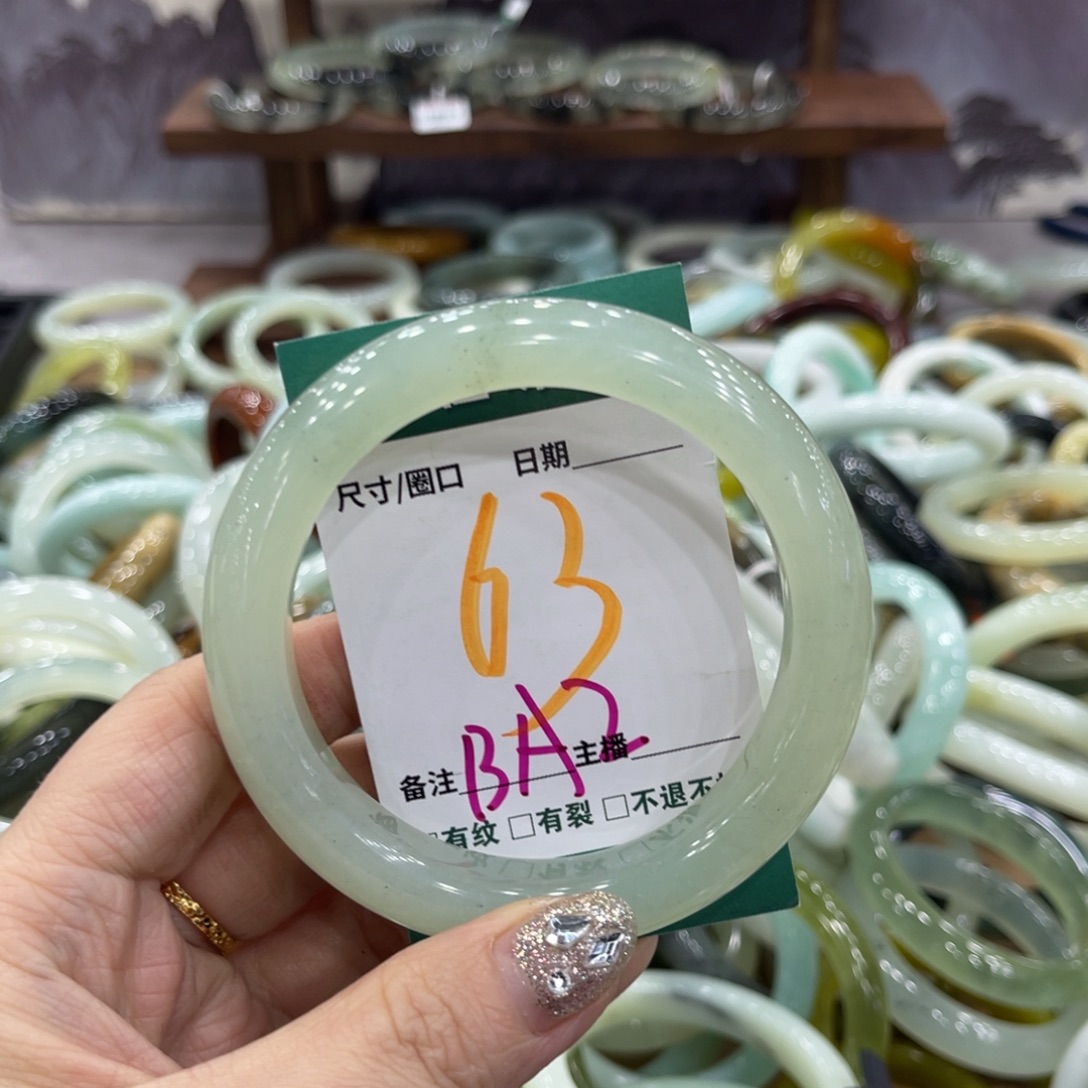 尺寸/圈口 日期
63
BA2
备注 主播
有纹 □有裂 □不退不